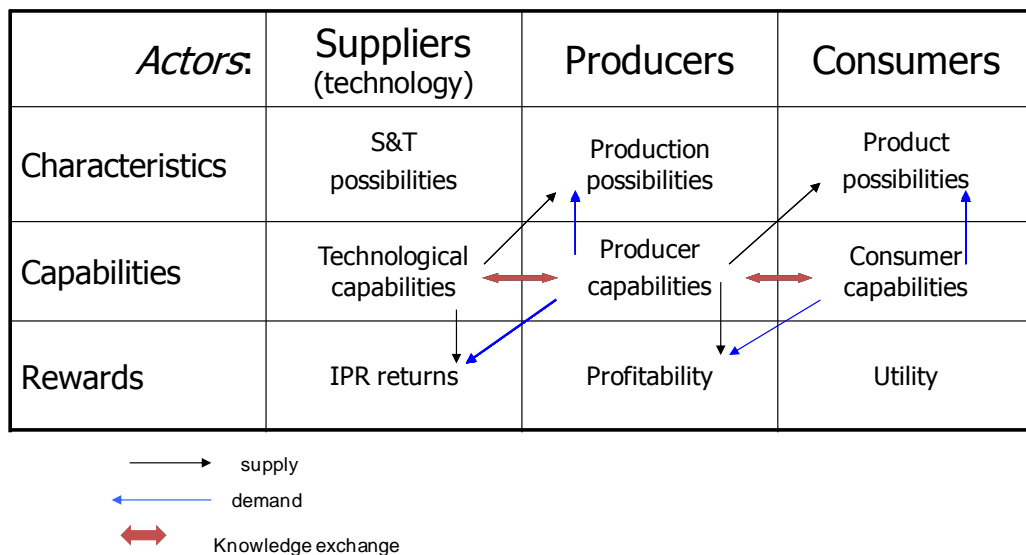 Actors:
Suppliers
(technology)
Producers
Consumers
Characteristics
S&T
possibilities
Production
possibilities
Product
possibilities
Capabilities
Technological
capabilities
Producer
capabilities
Consumer
capabilities
Rewards
IPR returns
Profitability
Utility
supply
demand
Knowledge exchange